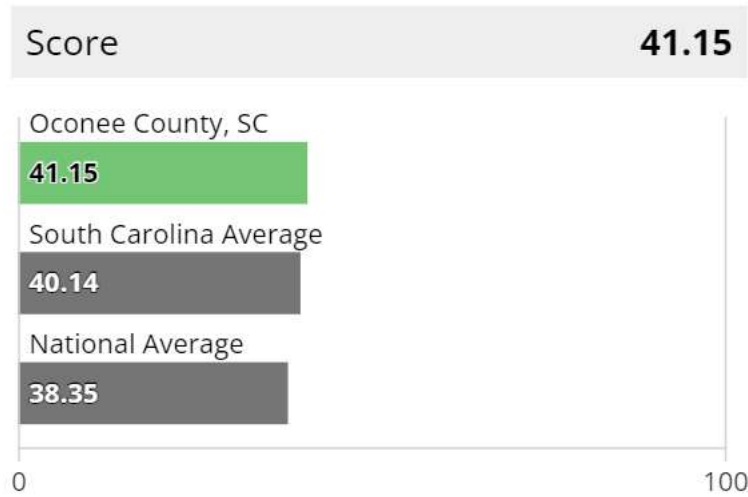 Score 41.15
Oconee County, SC
41.15
South Carolina Average
40.14
National Average
38.35
0 100